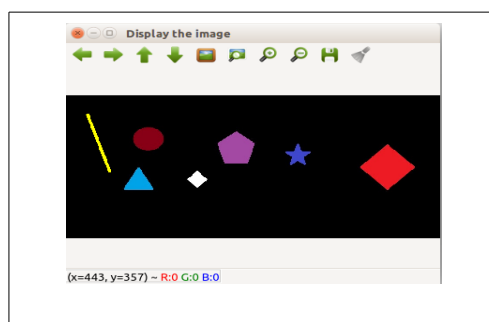 Display the image
(x=443, y=357) ~ R:0 G:0 B:0